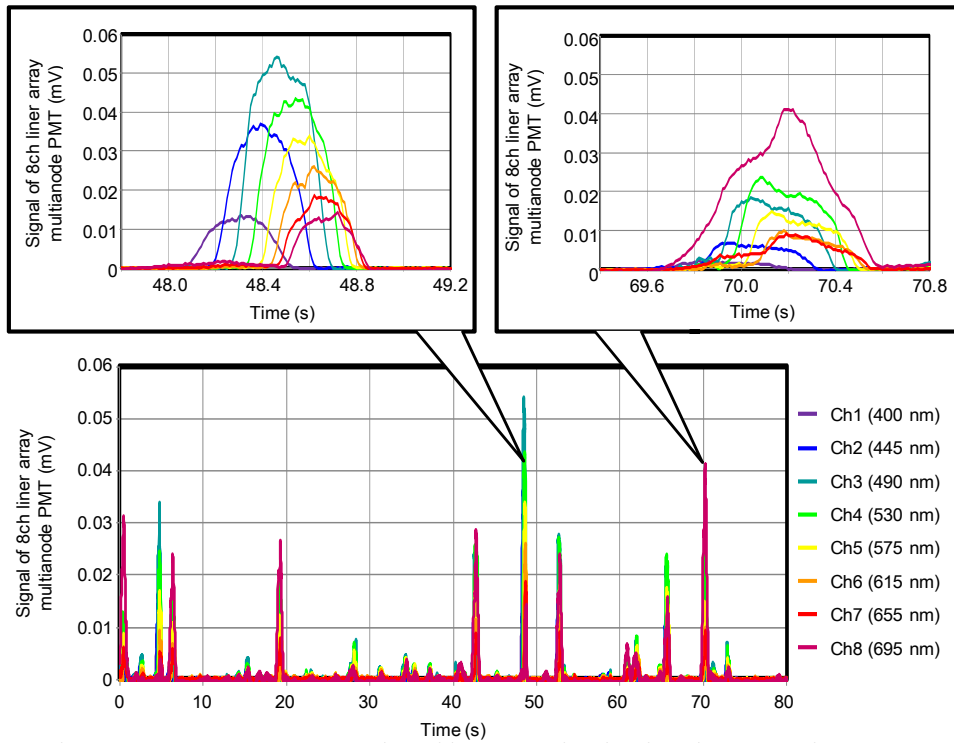 Signal of 8ch liner array
multianode PMT (mV)
0.06
0.05
0.04
0.03
0.02
0.01
0
48.0
48.4
48.8
49.2
Time (s)
Signal of 8ch liner array
multianode PMT (mV)
0.06
0.05
0.04
0.03
0.02
0.01
0
69.6
70.0
70.4
70.8
Time (s)
Signal of 8ch liner array
multianode PMT (mV)
0.06
0.05
0.04
0.03
0.02
0.01
0
0
10
20
30
40
50
60
70
80
Time (s)
Ch1 (400 nm)
Ch2 (445 nm)
Ch3 (490 nm)
Ch4 (530 nm)
Ch5 (575 nm)
Ch6 (615 nm)
Ch7 (655 nm)
Ch8 (695 nm)